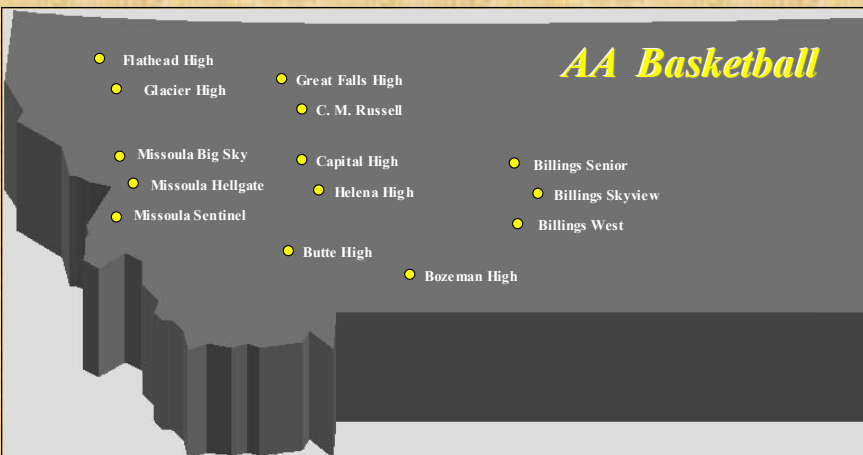 AA Basketball
Flathead High
Glacier High
Great Falls High
C. M. Russell
Missoula Big Sky
Missoula Hellgate
Missoula Sentinel
Capital High
Helena High
Billings Senior
Billings Skyview
Billings West
Butte High
Bozeman High